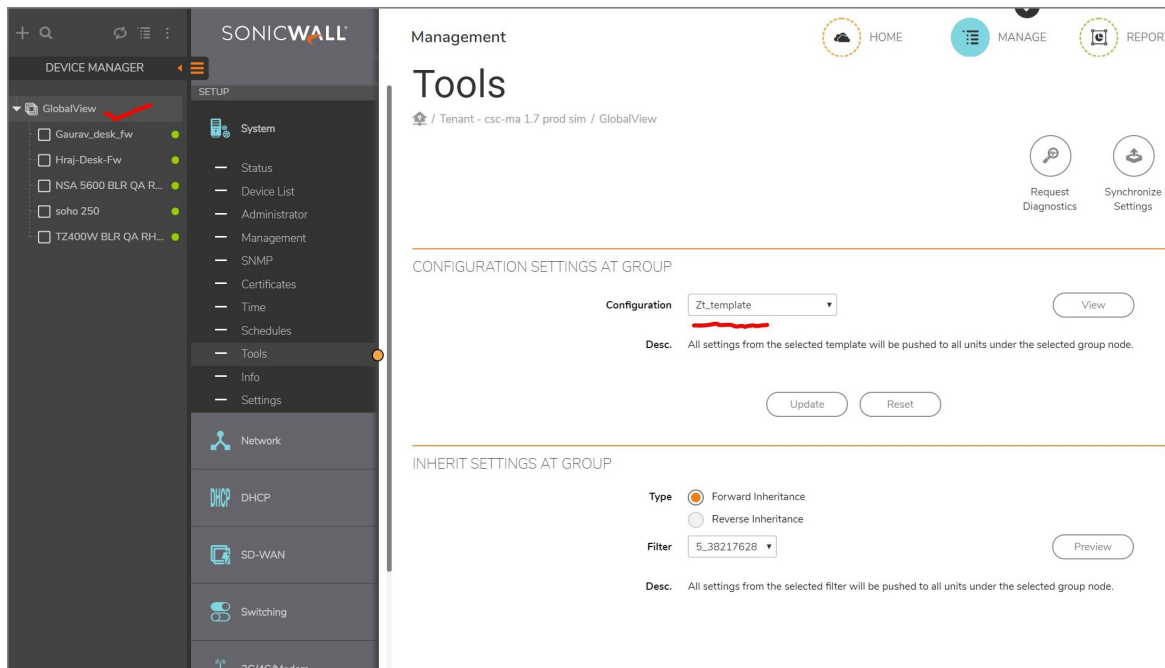 SONICWALL
Management
HOME
MANAGE
REPORT
DEVICE MANAGER
GlobalView
Gaurav_desk_fw
Hraj-Desk-Fw
NSA 5600 BLR QA R...
soho 250
TZ400W BLR QA RH...
SETUP
System
Status
Device List
Administrator
Management
SNMP
Certificates
Time
Schedules
Tools
Info
Settings
Network
DHCP
DHCP
SD-WAN
Switching
3G/4G/Modem
Tools
/ Tenant - csc-ma 1.7 prod sim / GlobalView
Request
Diagnostics
Synchronize
Settings
CONFIGURATION SETTINGS AT GROUP
Configuration Zt_template View
Desc. All settings from the selected template will be pushed to all units under the selected group node.
Update Reset
INHERIT SETTINGS AT GROUP
Type Forward Inheritance
Reverse Inheritance
Filter 5_38217628 Preview
Desc. All settings from the selected filter will be pushed to all units under the selected group node.